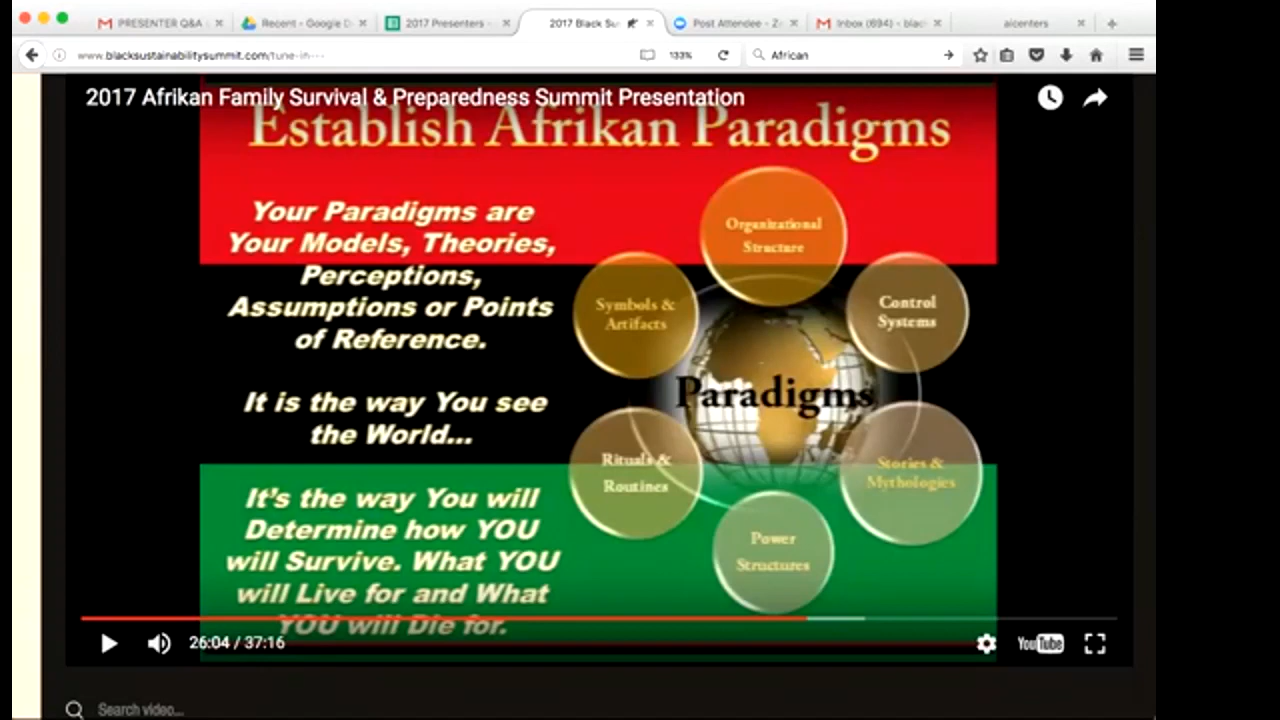 PRESENTER Q&A
Recent - Google D
2017 Presenters -
2017 Black Su
Post Attendee - Z
Inbox (694) - blac
aicenters
www.blacksustainabilitysummit.com/tune-in-
133%
African
2017 Afrikan Family Survival & Preparedness Summit Presentation
Establish Afrikan Paradigms
Your Paradigms are
Your Models, Theories,
Perceptions,
Assumptions or Points
of Reference.
It is the way You see
the World...
It's the way You will
Determine how YOU
will Survive. What YOU
will Live for and What
YOU will Die for.
Organizational
Structure
Symbols &
Artifacts
Control
Systems
Paradigms
Rituals &
Routines
Stories &
Mythologies
Power
Structures
26:04 / 37:16
YouTube
Search video...